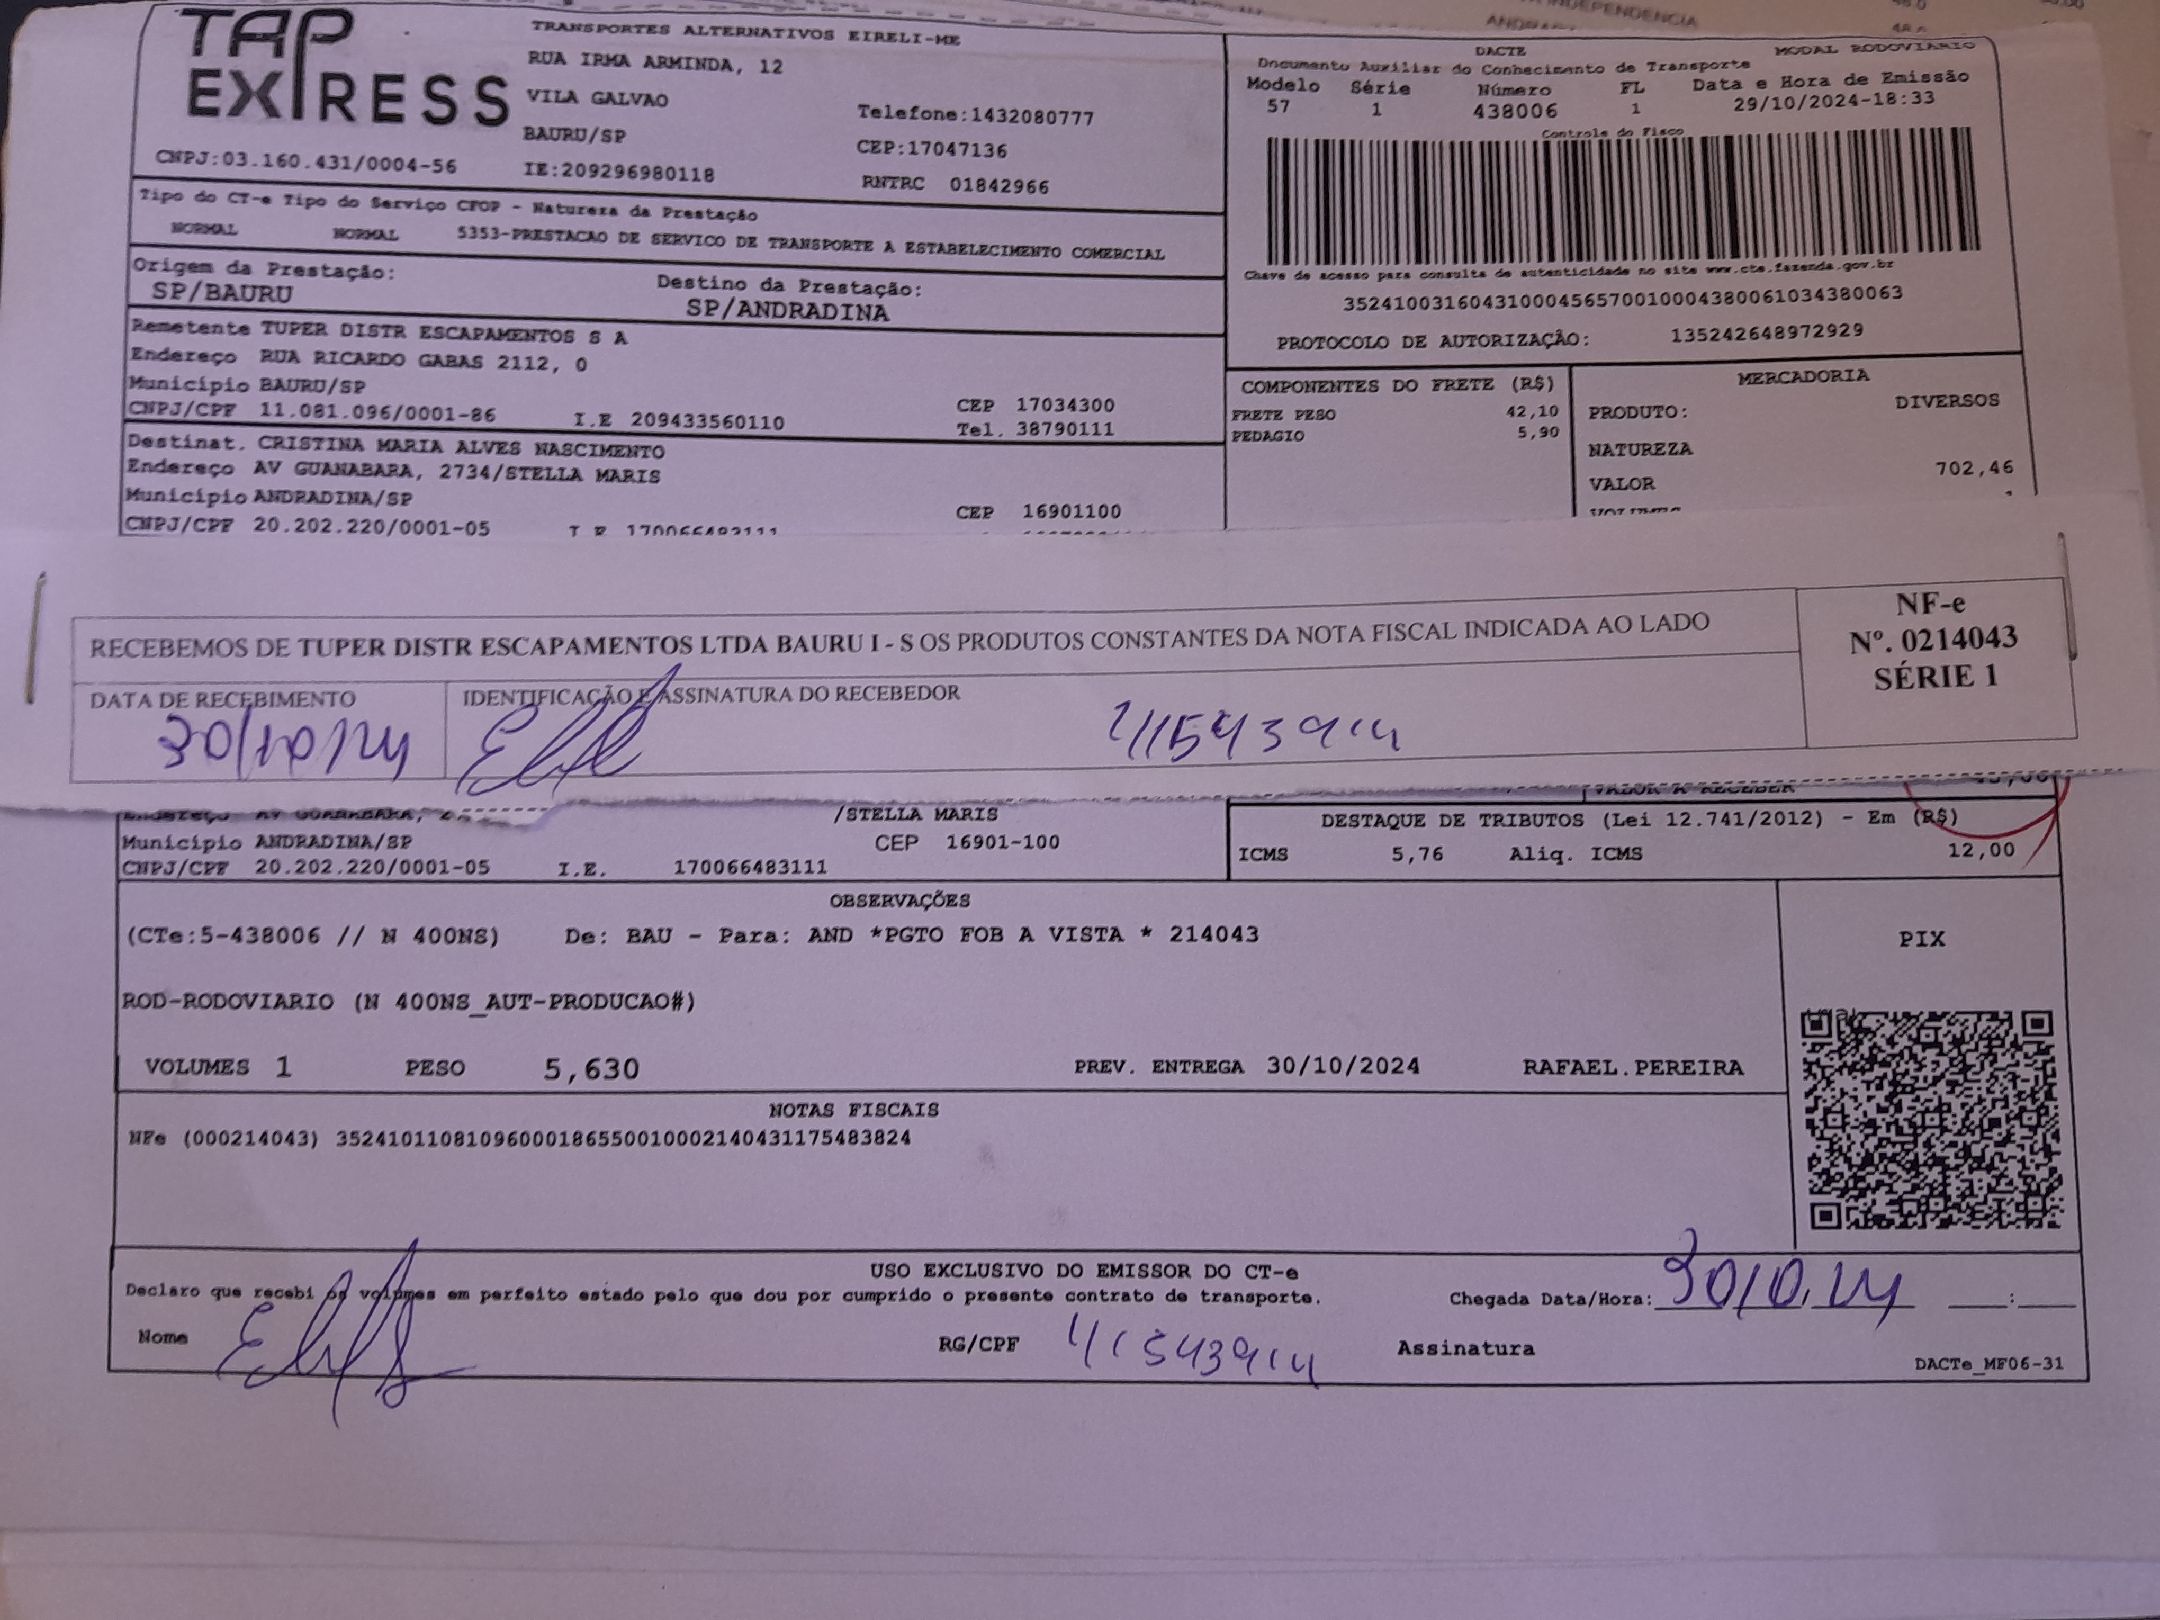 TAP EXPRESS
TRANSPORTES ALTERNATIVOS EIRELI-ME
RUA IRMA ARMINDA, 12
VILA GALVAO
Telefone:1432080777
BAURU/SP
CEP:17047136
CNPJ:03.160.431/0004-56
IE:209296980118
RNTRC 01842966
INDEPENDENCIA
DACTE
MODAL RODOVIARIO
Documento Auxiliar do Conhecimento de Transporte
Modelo Série Número FL Data e Hora de Emissão
57 1 438006 1 29/10/2024-18:33
Controle do Fisco
Chave de acesso para consulta de autenticidade no site www.cte.fazenda.gov.br
35241003160431000456570010004380061034380063
PROTOCOLO DE AUTORIZAÇÃO: 135242648972929
Tipo do CT-e Tipo do Serviço CFOP - Natureza da Prestação
NORMAL NORMAL 5353-PRESTACAO DE SERVICO DE TRANSPORTE A ESTABELECIMENTO COMERCIAL
Origem da Prestação: Destino da Prestação:
SP/BAURU SP/ANDRADINA
Remetente TUPER DISTR ESCAPAMENTOS S A
Endereço RUA RICARDO GABAS 2112, 0
Município BAURU/SP
CEP 17034300
CNPJ/CPF 11.081.096/0001-86 I.E 209433560110 Tel. 38790111
Destinat. CRISTINA MARIA ALVES NASCIMENTO
Endereço AV GUANABARA, 2734/STELLA MARIS
Município ANDRADINA/SP
CEP 16901100
CNPJ/CPF 20.202.220/0001-05
COMPONENTES DO FRETE (R$)
FRETE PESO 42,10
PEDAGIO 5,90
MERCADORIA
PRODUTO: DIVERSOS
NATUREZA
VALOR 702,46
RECEBEMOS DE TUPER DISTR ESCAPAMENTOS LTDA BAURU I - S OS PRODUTOS CONSTANTES DA NOTA FISCAL INDICADA AO LADO
NF-e
Nº. 0214043
SÉRIE 1
DATA DE RECEBIMENTO
IDENTIFICAÇÃO E ASSINATURA DO RECEBEDOR
30/10/24
VALOR A RECEBER
/STELLA MARIS
Município ANDRADINA/SP CEP 16901-100
CNPJ/CPF 20.202.220/0001-05 I.E. 170066483111
DESTAQUE DE TRIBUTOS (Lei 12.741/2012) - Em (R$)
ICMS 5,76 Aliq. ICMS 12,00
OBSERVAÇÕES
(CTe:5-438006 // N 400NS) De: BAU - Para: AND *PGTO FOB A VISTA * 214043
PIX
ROD-RODOVIARIO (N 400NS_AUT-PRODUCAO#)
VOLUMES 1 PESO 5,630 PREV. ENTREGA 30/10/2024 RAFAEL.PEREIRA
NOTAS FISCAIS
NFe (000214043) 35241011081096000186550010002140431175483824
USO EXCLUSIVO DO EMISSOR DO CT-e
Declaro que recebi os volumes em perfeito estado pelo que dou por cumprido o presente contrato de transporte.
Chegada Data/Hora: 30/10.24 :
Nome
RG/CPF 415943914
Assinatura
DACTe_MF06-31